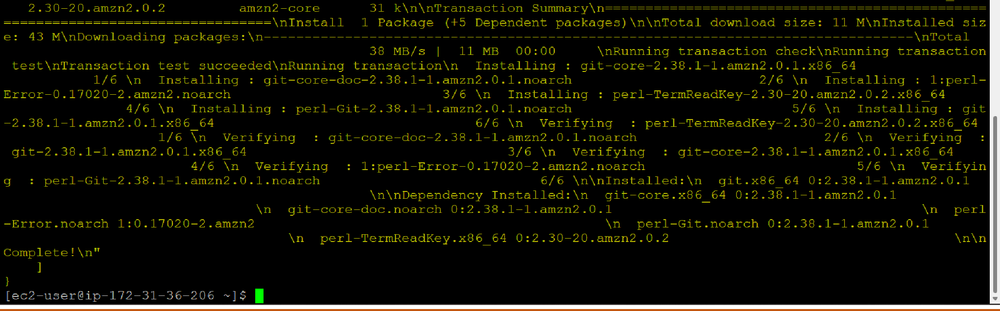 2.30-20.amzn2.0.2         amzn2-core      31 k\n\nTransaction Summary\n===============================================
=================================\nInstall  1 Package (+5 Dependent packages)\n\nTotal download size: 11 M\nInstalled siz
e: 43 M\nDownloading packages:\n--------------------------------------------------------------------------------\nTotal
38 MB/s |  11 MB  00:00     \nRunning transaction check\nRunning transaction
test\nTransaction test succeeded\nRunning transaction\n  Installing : git-core-2.38.1-1.amzn2.0.1.x86_64
1/6 \n  Installing : git-core-doc-2.38.1-1.amzn2.0.1.noarch                       2/6 \n  Installing : 1:perl-
Error-0.17020-2.amzn2.noarch                          3/6 \n  Installing : perl-TermReadKey-2.30-20.amzn2.0.2.x86_64
4/6 \n  Installing : perl-Git-2.38.1-1.amzn2.0.1.noarch                           5/6 \n  Installing : git
-2.38.1-1.amzn2.0.1.x86_64                                6/6 \n  Verifying  : perl-TermReadKey-2.30-20.amzn2.0.2.x86_64
1/6 \n  Verifying  : git-core-doc-2.38.1-1.amzn2.0.1.noarch                       2/6 \n  Verifying  :
git-2.38.1-1.amzn2.0.1.x86_64                                3/6 \n  Verifying  : git-core-2.38.1-1.amzn2.0.1.x86_64
4/6 \n  Verifying  : 1:perl-Error-0.17020-2.amzn2.noarch                          5/6 \n  Verifyin
g  : perl-Git-2.38.1-1.amzn2.0.1.noarch                           6/6 \n\nInstalled:\n  git.x86_64 0:2.38.1-1.amzn2.0.1
\n\nDependency Installed:\n  git-core.x86_64 0:2.38.1-1.amzn2.0.1
\n  git-core-doc.noarch 0:2.38.1-1.amzn2.0.1                                      \n  perl
-Error.noarch 1:0.17020-2.amzn2                                           \n  perl-Git.noarch 0:2.38.1-1.amzn2.0.1
\n  perl-TermReadKey.x86_64 0:2.30-20.amzn2.0.2                                   \n\n
Complete!\n"
]
}
[ec2-user@ip-172-31-36-206 ~]$